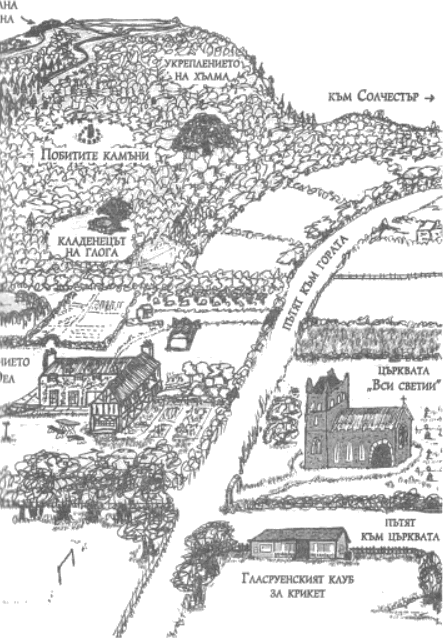 УКРЕПЛЕНИЕТО
НА ХЪЛМА
КЪМ СОЛЧЕСТЪР →
ПОБИТИТЕ КАМЪНИ
КЛАДЕНЕЦЪТ
НА ГЛОГА
ПЪТЯТ КЪМ ГОРАТА
ЦЪРКВАТА
„ВСИ СВЕТИИ"
ПЪТЯТ
КЪМ ЦЪРКВАТА
ГЛАСРУЕНСКИЯТ КЛУБ
ЗА КРИКЕТ